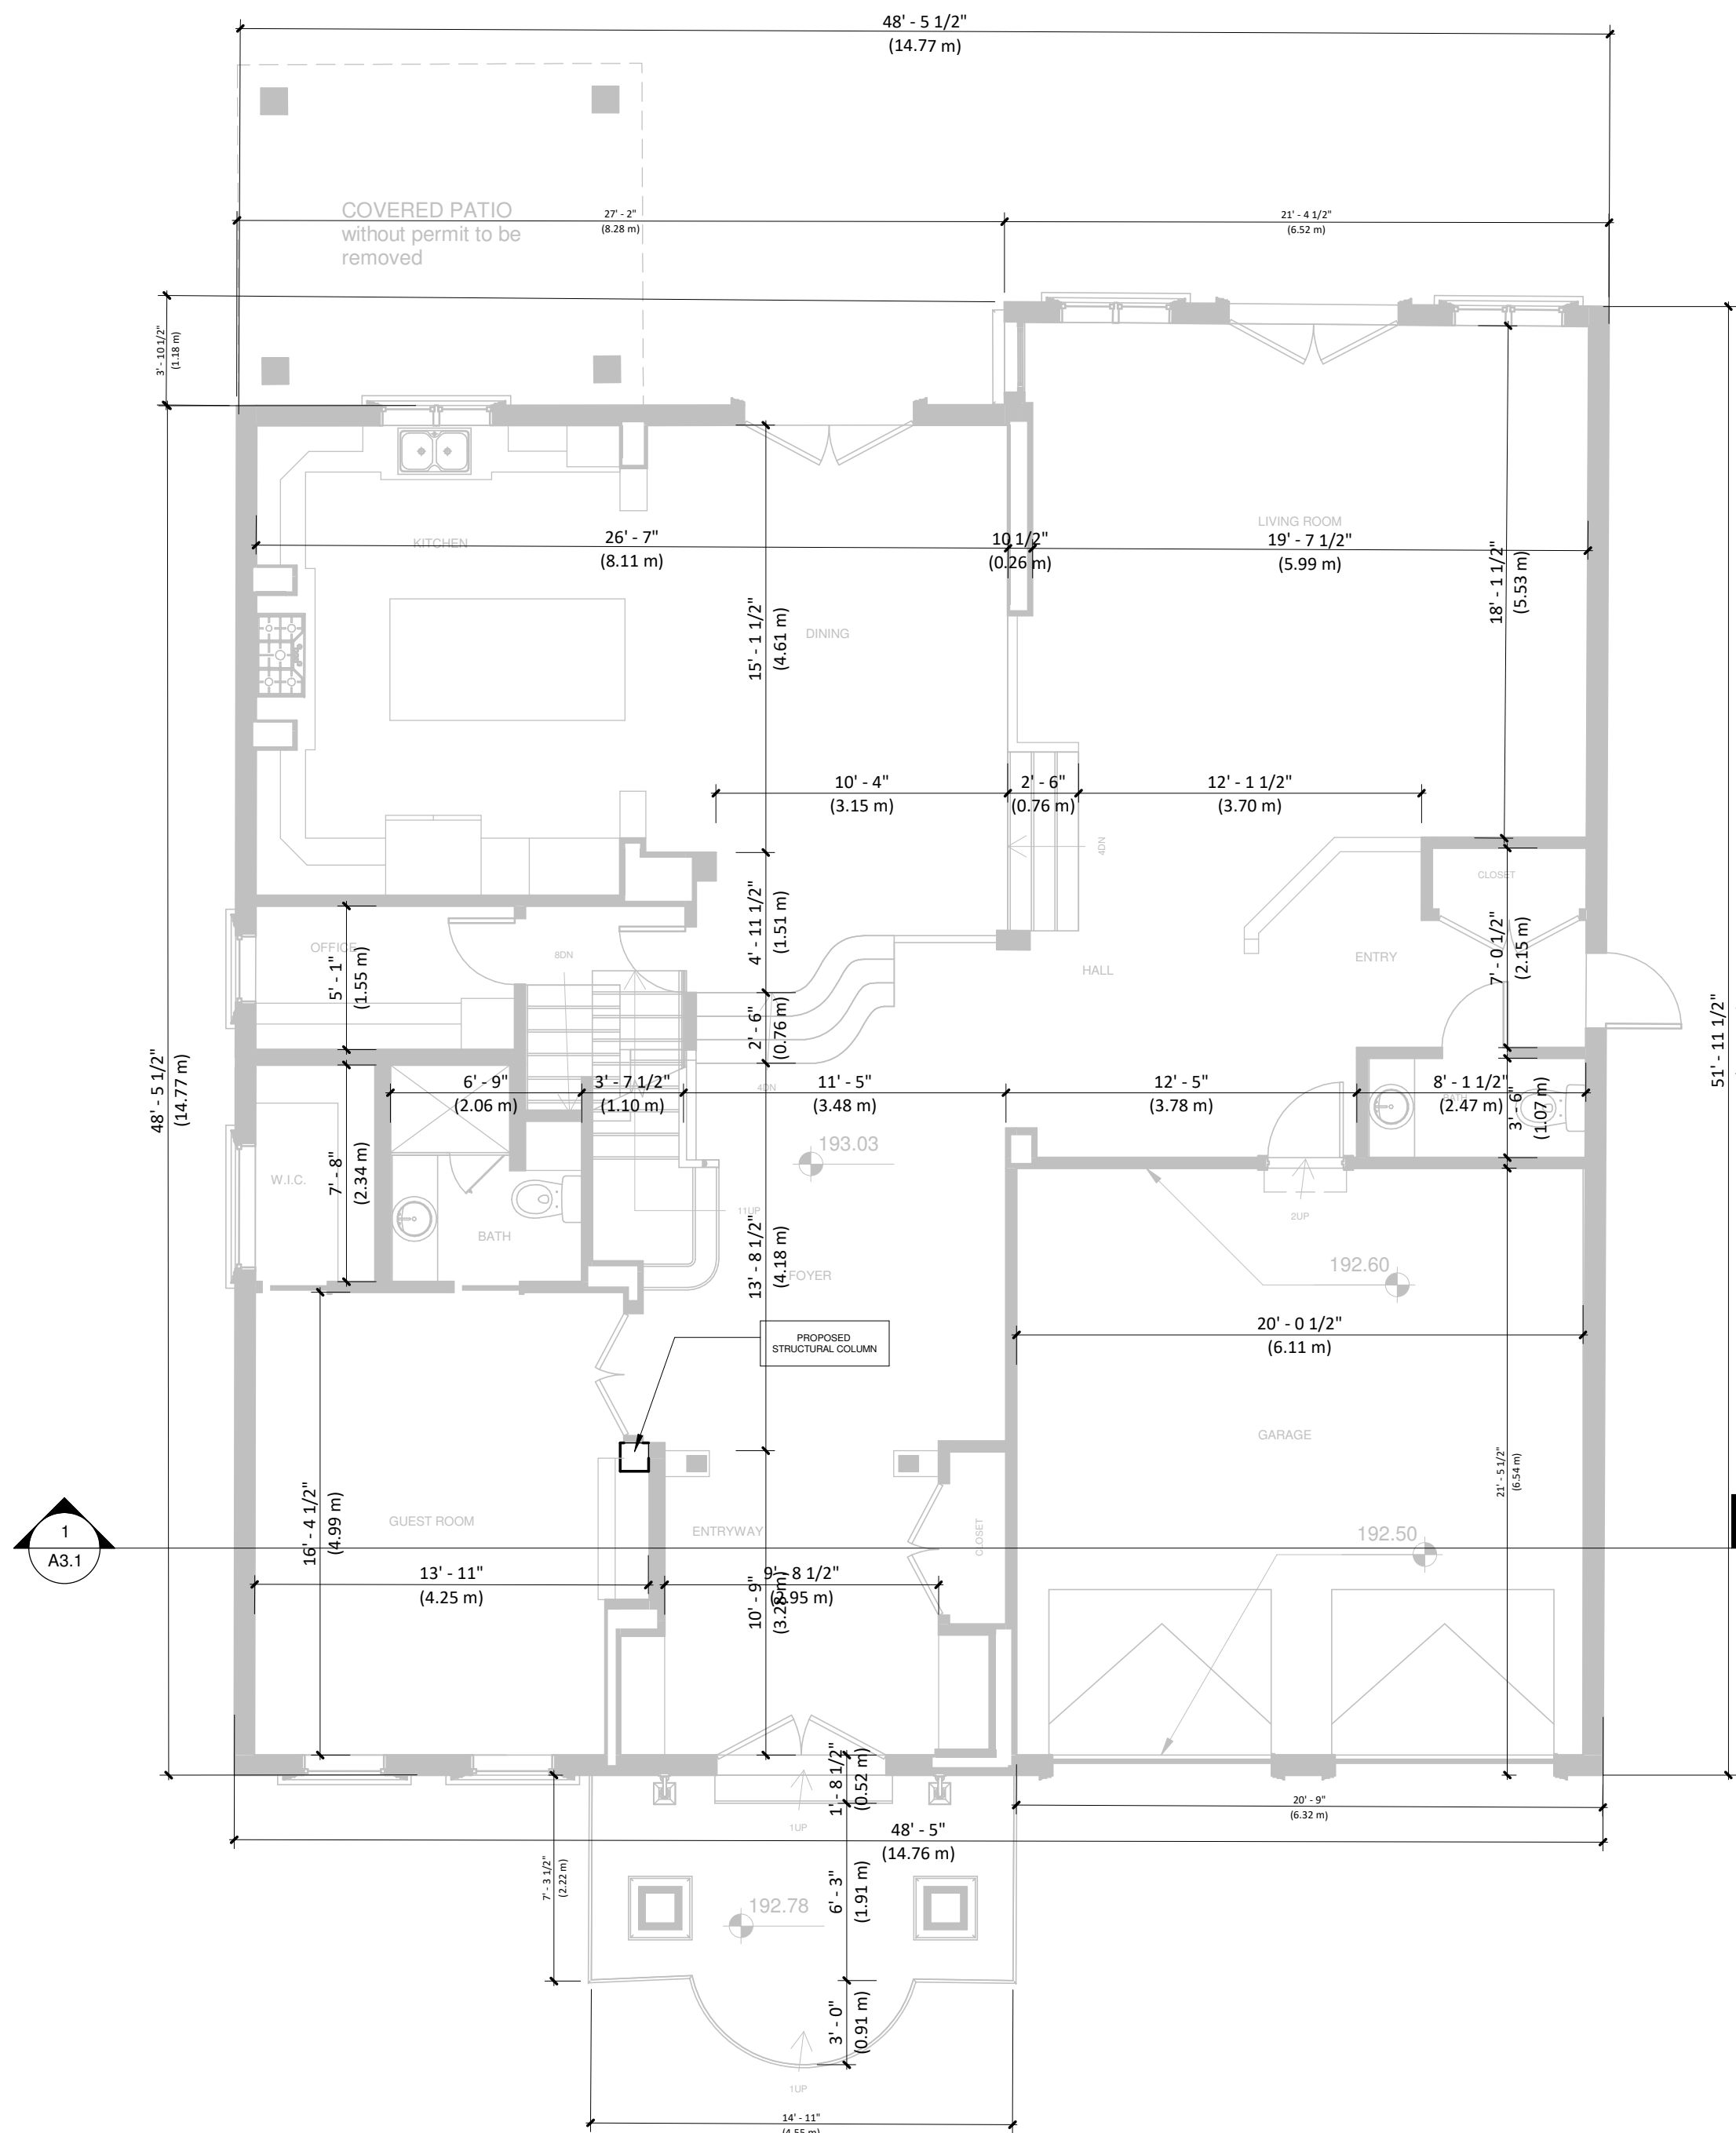 48' - 5 1/2"
(14.77 m)
COVERED PATIO
without permit to be
removed
27' - 2"
(8.28 m)
21' - 4 1/2"
(6.52 m)
3' - 10 1/2"
(1.18 m)
KITCHEN
26' - 7"
(8.11 m)
10 1/2"
(0.26 m)
LIVING ROOM
19' - 7 1/2"
(5.99 m)
18' - 1 1/2"
(5.53 m)
15' - 1 1/2"
(4.61 m)
DINING
10' - 4"
(3.15 m)
2' - 6"
(0.76 m)
12' - 1 1/2"
(3.70 m)
4DN
CLOSET
4' - 11 1/2"
(1.51 m)
OFFICE
5' - 1"
(1.55 m)
8DN
HALL
ENTRY
7' - 0 1/2"
(2.15 m)
2' - 6"
(0.76 m)
4DN
48' - 5 1/2"
(14.77 m)
51' - 11 1/2"
6' - 9"
(2.06 m)
3' - 7 1/2"
(1.10 m)
11' - 5"
(3.48 m)
12' - 5"
(3.78 m)
8' - 1 1/2"
(2.47 m)
BATH
3' - 6"
(1.07 m)
193.03
W.I.C.
7' - 8"
(2.34 m)
BATH
11UP
2UP
13' - 8 1/2"
(4.18 m)
FOYER
192.60
PROPOSED
STRUCTURAL COLUMN
20' - 0 1/2"
(6.11 m)
GARAGE
21' - 5 1/2"
(6.54 m)
16' - 4 1/2"
(4.99 m)
GUEST ROOM
ENTRYWAY
CLOSET
192.50
1
A3.1
13' - 11"
(4.25 m)
9' - 8 1/2"
(2.95 m)
10' - 9"
(3.28 m)
1' - 8 1/2"
(0.52 m)
20' - 9"
(6.32 m)
1UP
48' - 5"
(14.76 m)
7' - 3 1/2"
(2.22 m)
192.78
6' - 3"
(1.91 m)
3' - 0"
(0.91 m)
1UP
14' - 11"
(4.55 m)